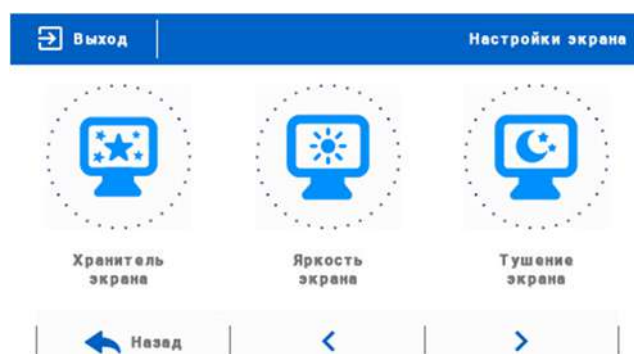 Выход
Настройки экрана
Хранитель
экрана
Яркость
экрана
Тушение
экрана
Назад